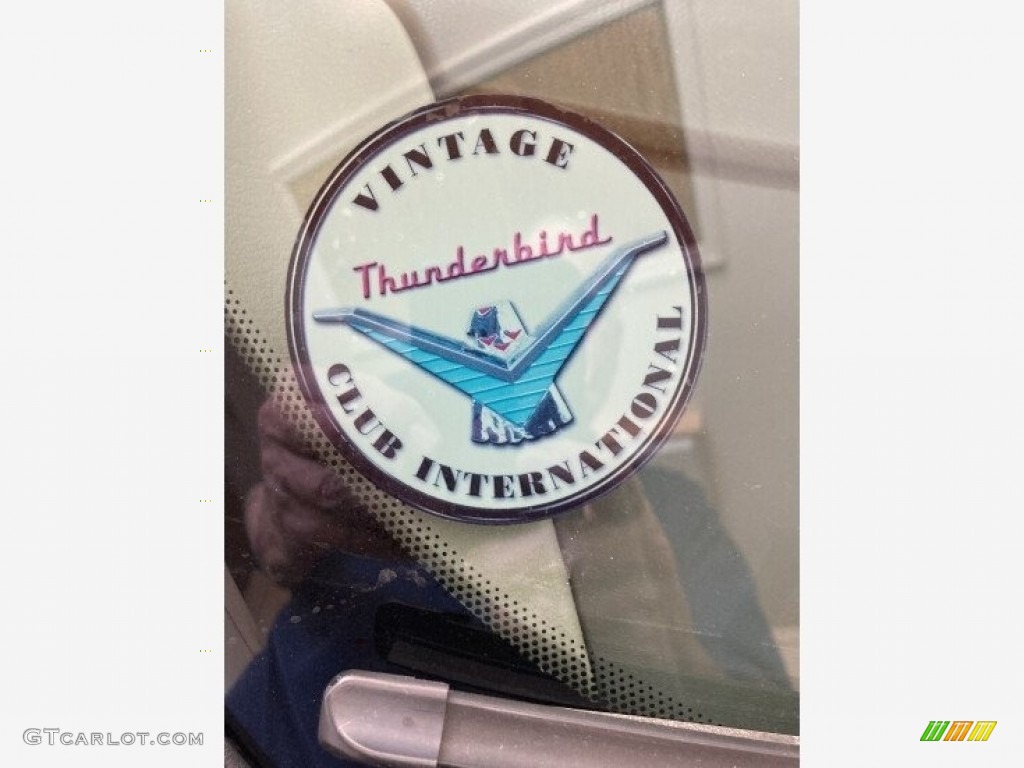 VINTAGE
Thunderbird
CLUB INTERNATIONAL
GTCARLOT.COM